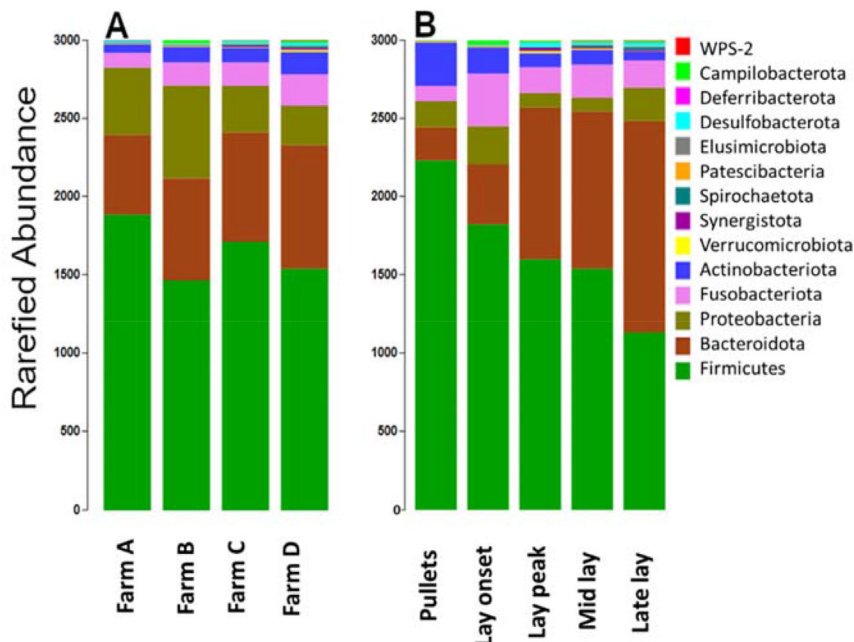 A
B
Rarefied Abundance
3000
2500
2000
1500
1000
500
0
Farm A
Farm B
Farm C
Farm D
3000
2500
2000
1500
1000
500
0
Pullets
Lay onset
Lay peak
Mid lay
Late lay
WPS-2
Campilobacterota
Deferribacterota
Desulfobacterota
Elusimicrobiota
Patescibacteria
Spirochaetota
Synergistota
Verrucomicrobiota
Actinobacteriota
Fusobacteriota
Proteobacteria
Bacteroidota
Firmicutes